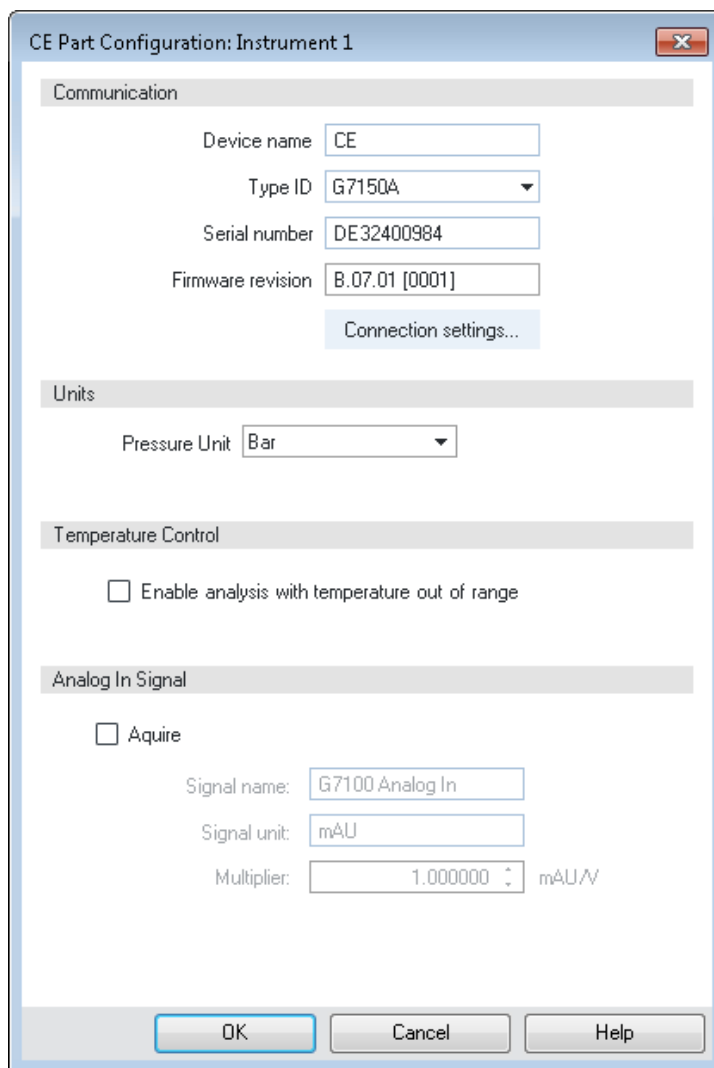 CE Part Configuration: Instrument 1
Communication
Device name CE
Type ID G7150A
Serial number DE32400984
Firmware revision B.07.01 [0001]
Connection settings...
Units
Pressure Unit Bar
Temperature Control
Enable analysis with temperature out of range
Analog In Signal
Aquire
Signal name: G7100 Analog In
Signal unit: mAU
Multiplier: 1.000000 mAU/V
OK Cancel Help